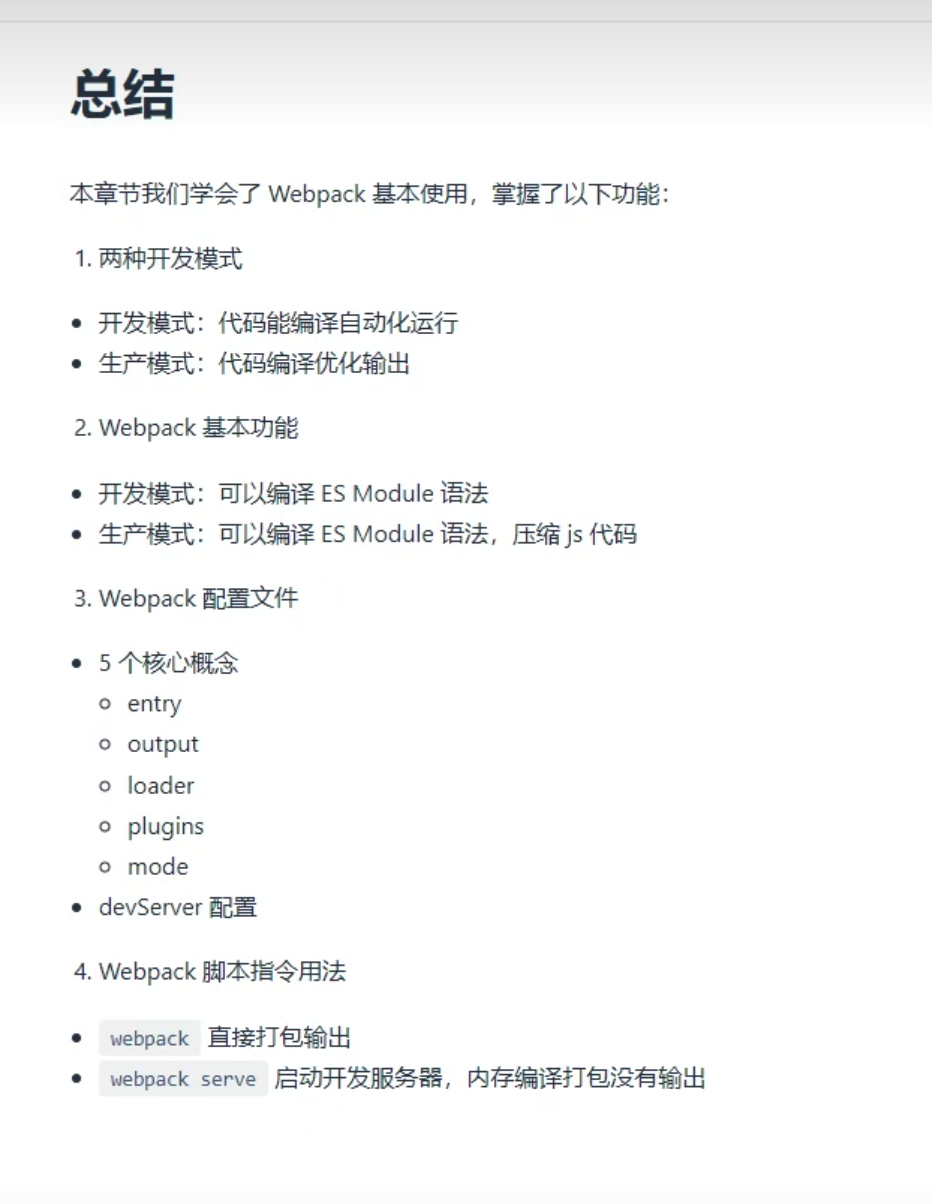 总结
本章节我们学会了 Webpack 基本使用，掌握了以下功能：
1. 两种开发模式
• 开发模式：代码能编译自动化运行
• 生产模式：代码编译优化输出
2. Webpack 基本功能
• 开发模式：可以编译 ES Module 语法
• 生产模式：可以编译 ES Module 语法，压缩 js 代码
3. Webpack 配置文件
• 5 个核心概念
◦ entry
◦ output
◦ loader
◦ plugins
◦ mode
• devServer 配置
4. Webpack 脚本指令用法
• webpack 直接打包输出
• webpack serve 启动开发服务器，内存编译打包没有输出